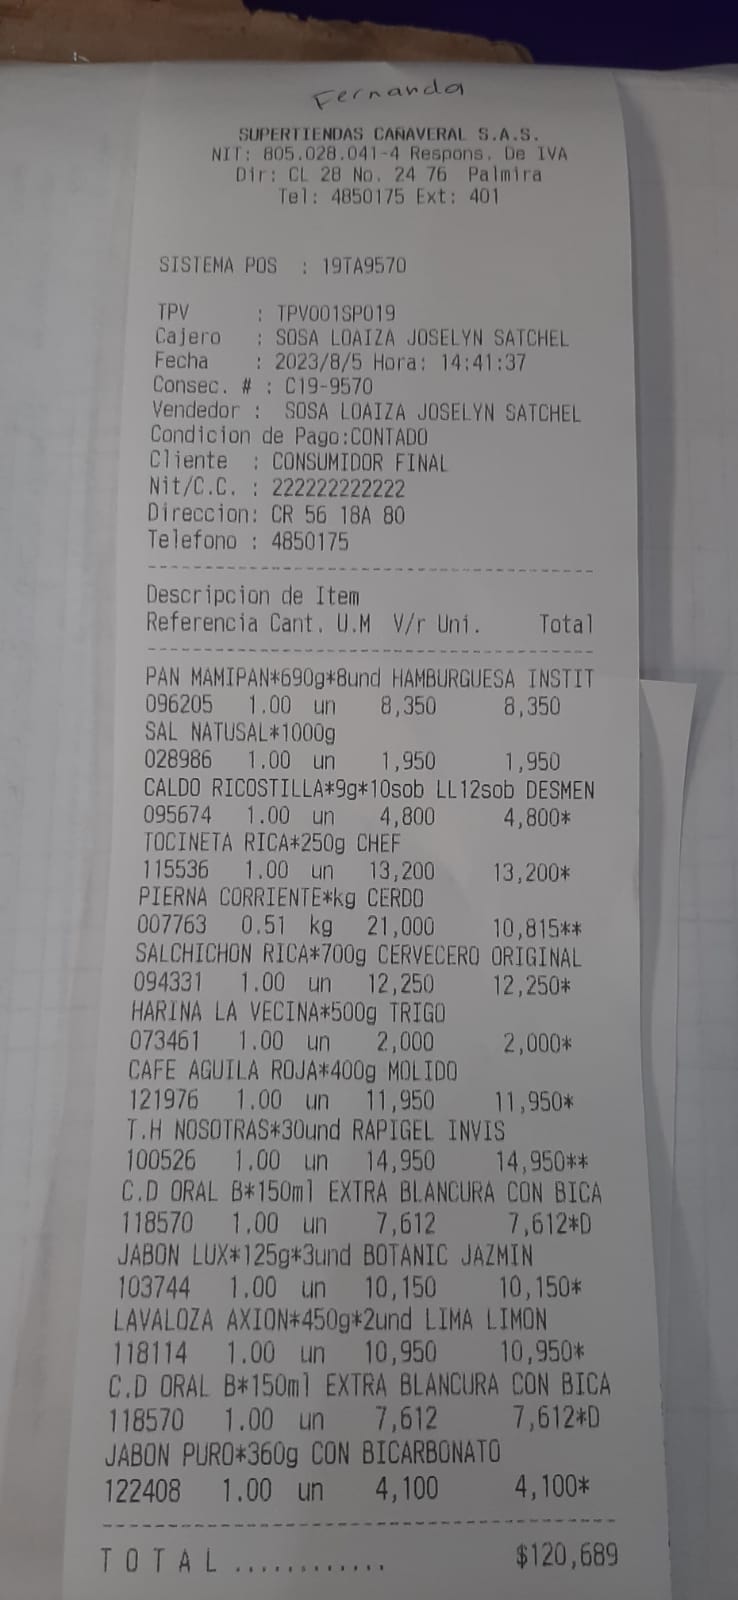 Fernanda
SUPERTIENDAS CAÑAVERAL S.A.S.
NIT: 805.028.041-4 Respons. De IVA
Dir: CL 28 No. 24 76 Palmira
Tel: 4850175 Ext: 401
SISTEMA POS : 19TA9570
TPV : TPV001SP019
Cajero : SOSA LOAIZA JOSELYN SATCHEL
Fecha : 2023/8/5 Hora: 14:41:37
Consec. # : C19-9570
Vendedor : SOSA LOAIZA JOSELYN SATCHEL
Condicion de Pago:CONTADO
Cliente : CONSUMIDOR FINAL
Nit/C.C. : 222222222222
Direccion: CR 56 18A 80
Telefono : 4850175
Descripcion de Item
Referencia Cant. U.M V/r Uni. Total
PAN MAMIPAN*690g*8und HAMBURGUESA INSTIT
096205 1.00 un 8,350 8,350
SAL NATUSAL*1000g
028986 1.00 un 1,950 1,950
CALDO RICOSTILLA*9g*10sob LL12sob DESMEN
095674 1.00 un 4,800 4,800*
TOCINETA RICA*250g CHEF
115536 1.00 un 13,200 13,200*
PIERNA CORRIENTE*kg CERDO
007763 0.51 kg 21,000 10,815**
SALCHICHON RICA*700g CERVECERO ORIGINAL
094331 1.00 un 12,250 12,250*
HARINA LA VECINA*500g TRIGO
073461 1.00 un 2,000 2,000*
CAFE AGUILA ROJA*400g MOLIDO
121976 1.00 un 11,950 11,950*
T.H NOSOTRAS*30und RAPIGEL INVIS
100526 1.00 un 14,950 14,950**
C.D ORAL B*150ml EXTRA BLANCURA CON BICA
118570 1.00 un 7,612 7,612*D
JABON LUX*125g*3und BOTANIC JAZMIN
103744 1.00 un 10,150 10,150*
LAVALOZA AXION*450g*2und LIMA LIMON
118114 1.00 un 10,950 10,950*
C.D ORAL B*150ml EXTRA BLANCURA CON BICA
118570 1.00 un 7,612 7,612*D
JABON PURO*360g CON BICARBONATO
122408 1.00 un 4,100 4,100*
T O T A L ............ $120,689